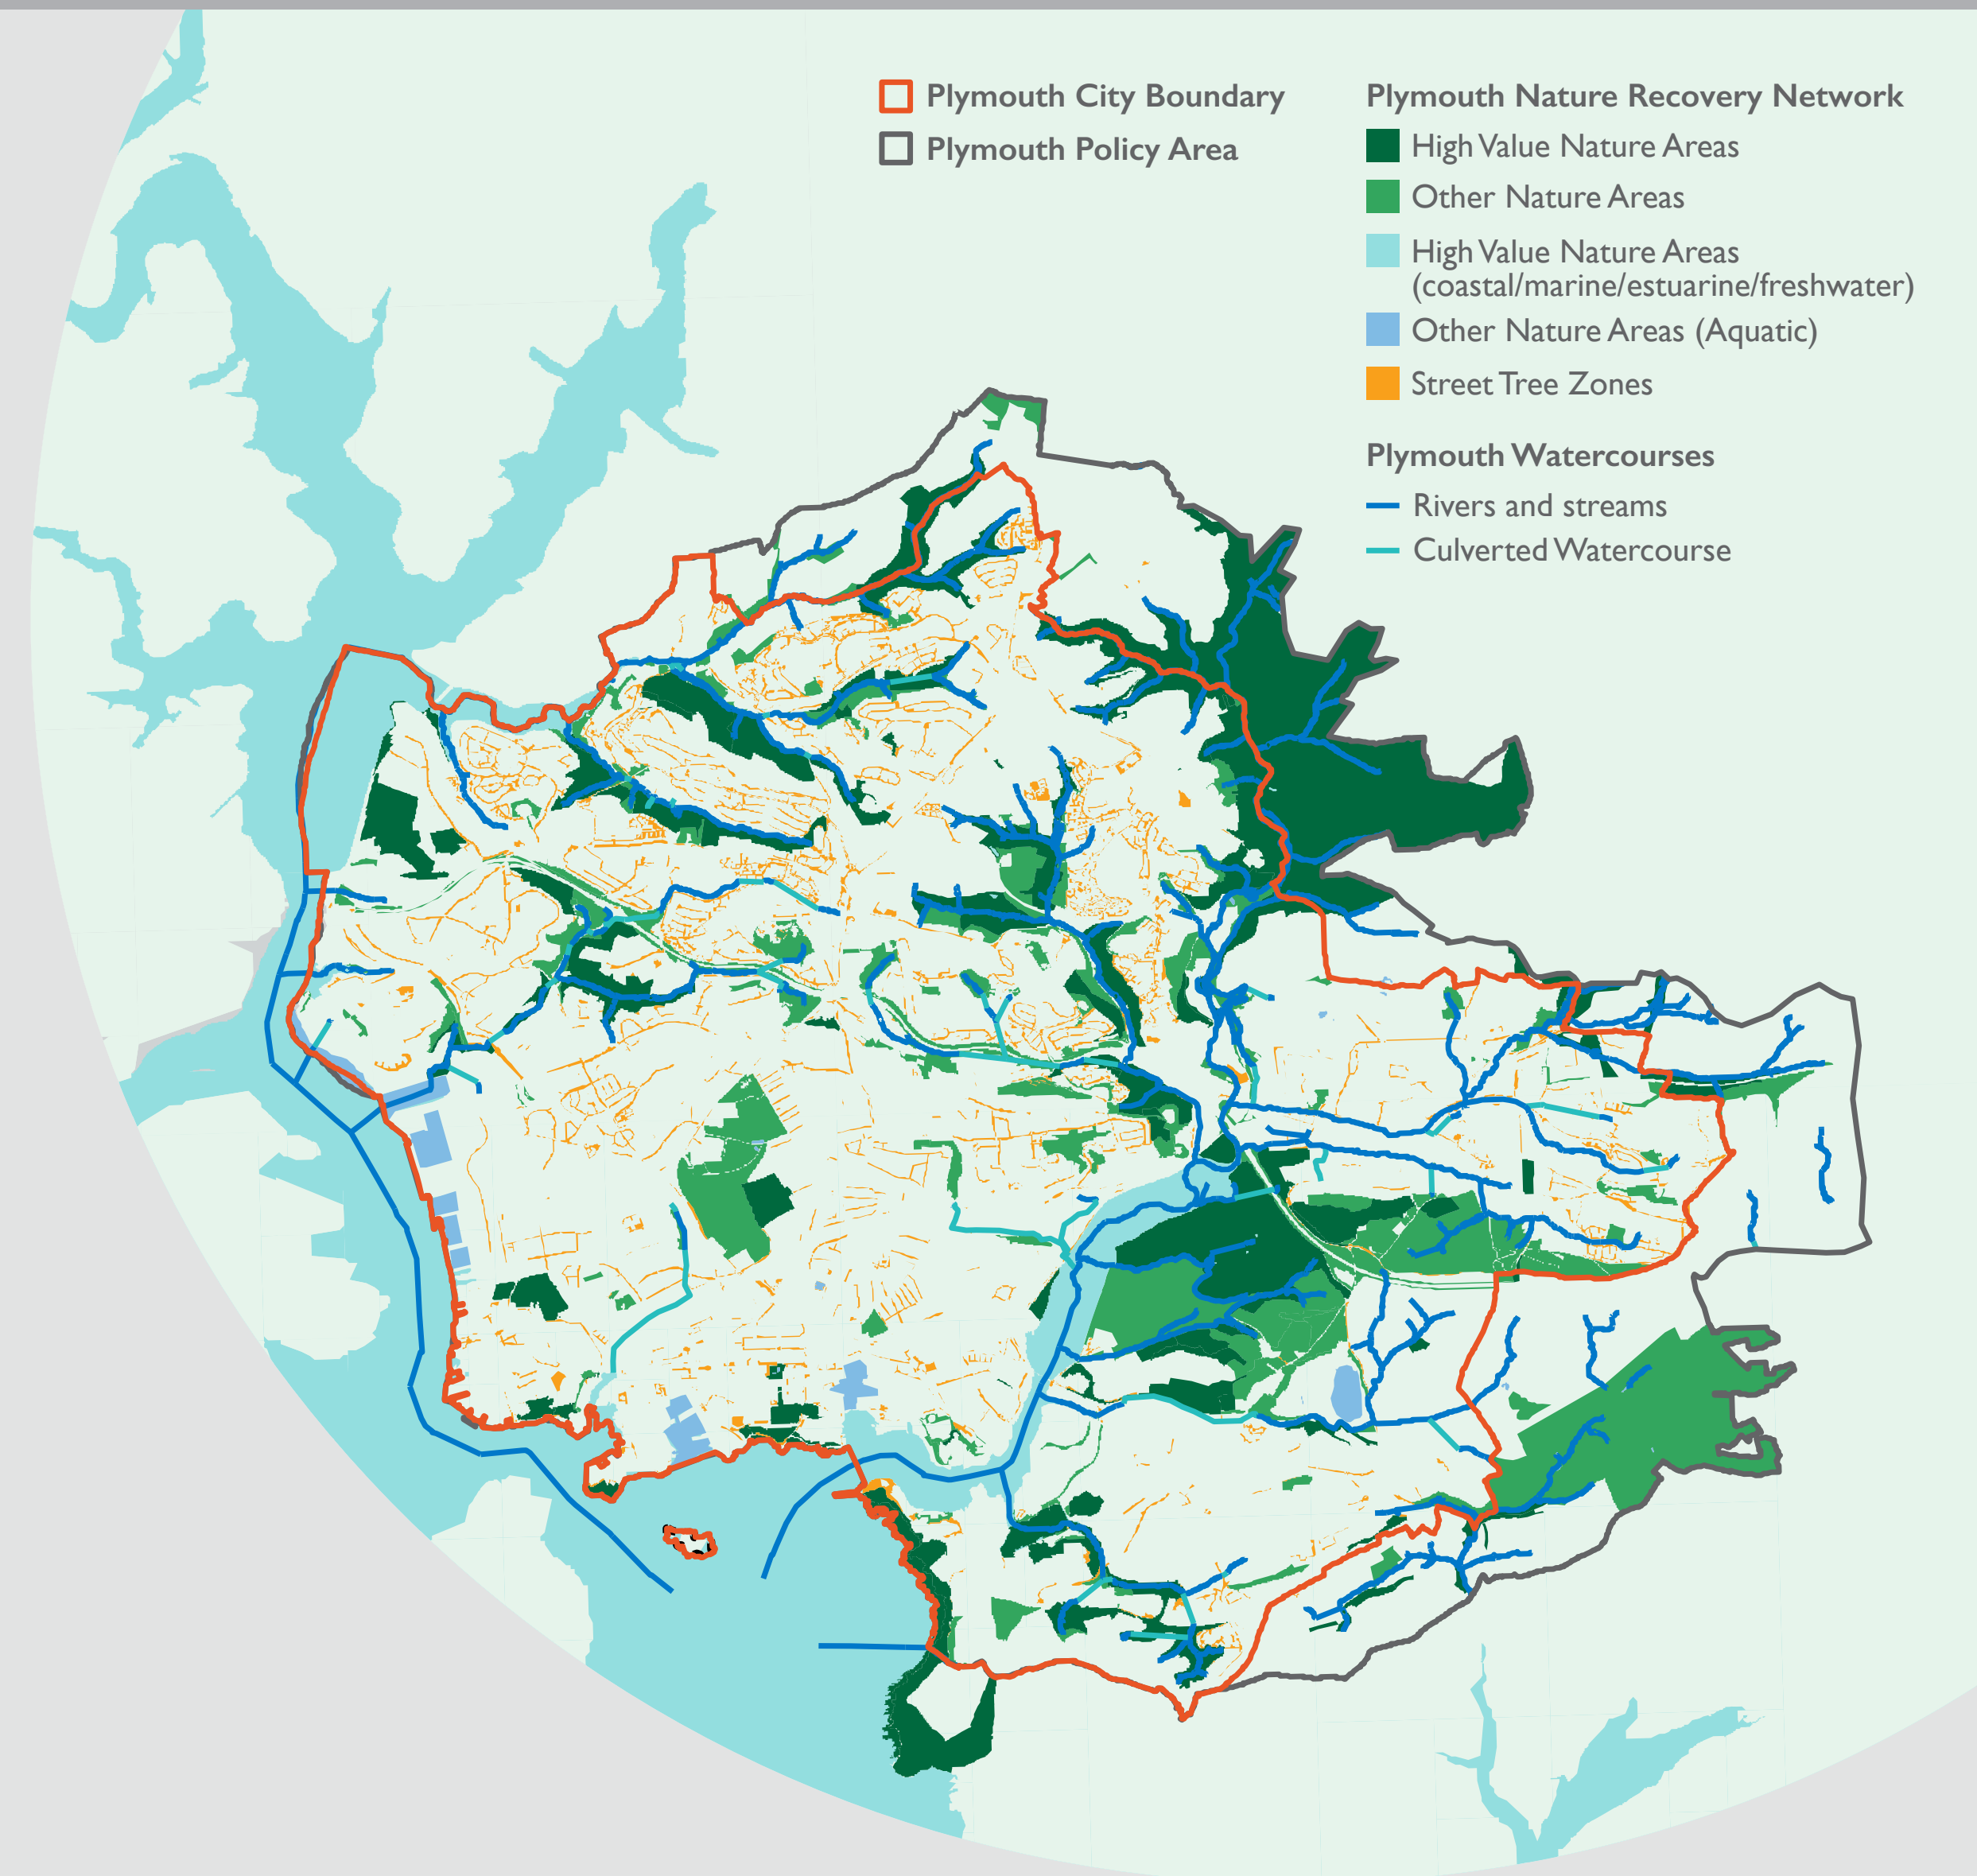 Plymouth City Boundary
Plymouth Policy Area
Plymouth Nature Recovery Network
High Value Nature Areas
Other Nature Areas
High Value Nature Areas
(coastal/marine/estuarine/freshwater)
Other Nature Areas (Aquatic)
Street Tree Zones
Plymouth Watercourses
Rivers and streams
Culverted Watercourse